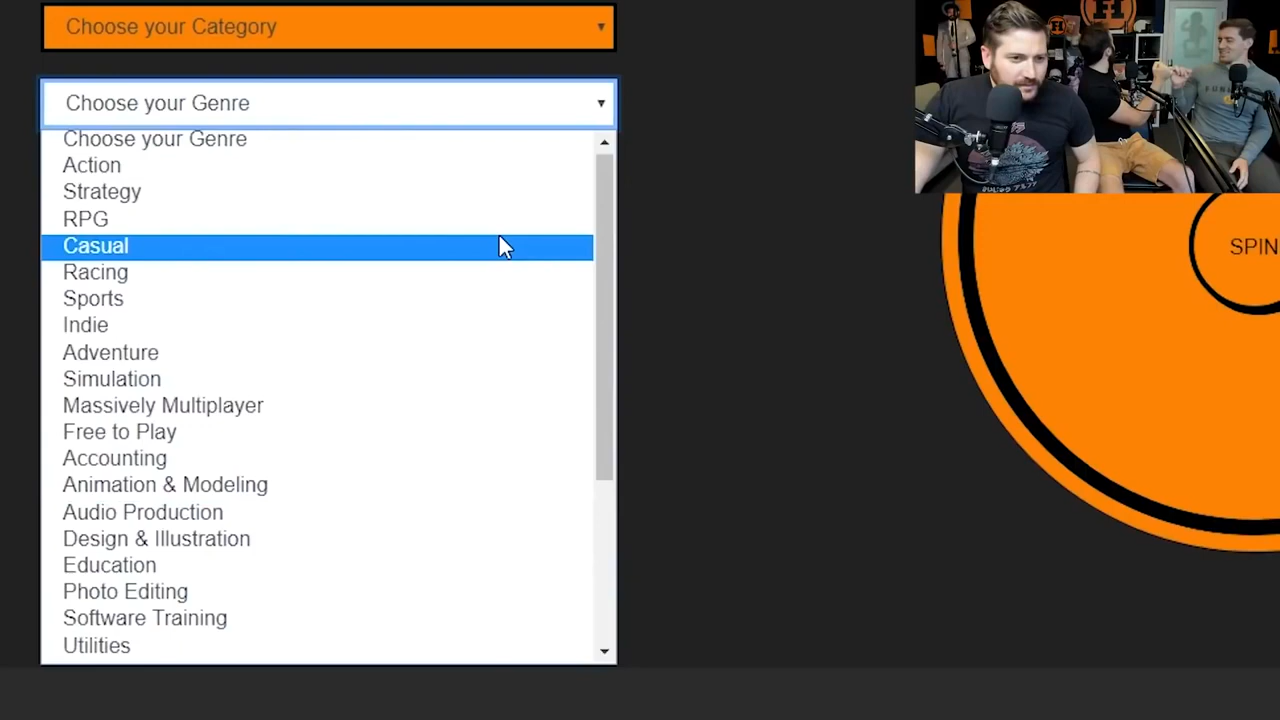 Choose your Category
Choose your Genre
Choose your Genre
Action
Strategy
RPG
Casual
Racing
Sports
Indie
Adventure
Simulation
Massively Multiplayer
Free to Play
Accounting
Animation & Modeling
Audio Production
Design & Illustration
Education
Photo Editing
Software Training
Utilities
SPIN
H
H